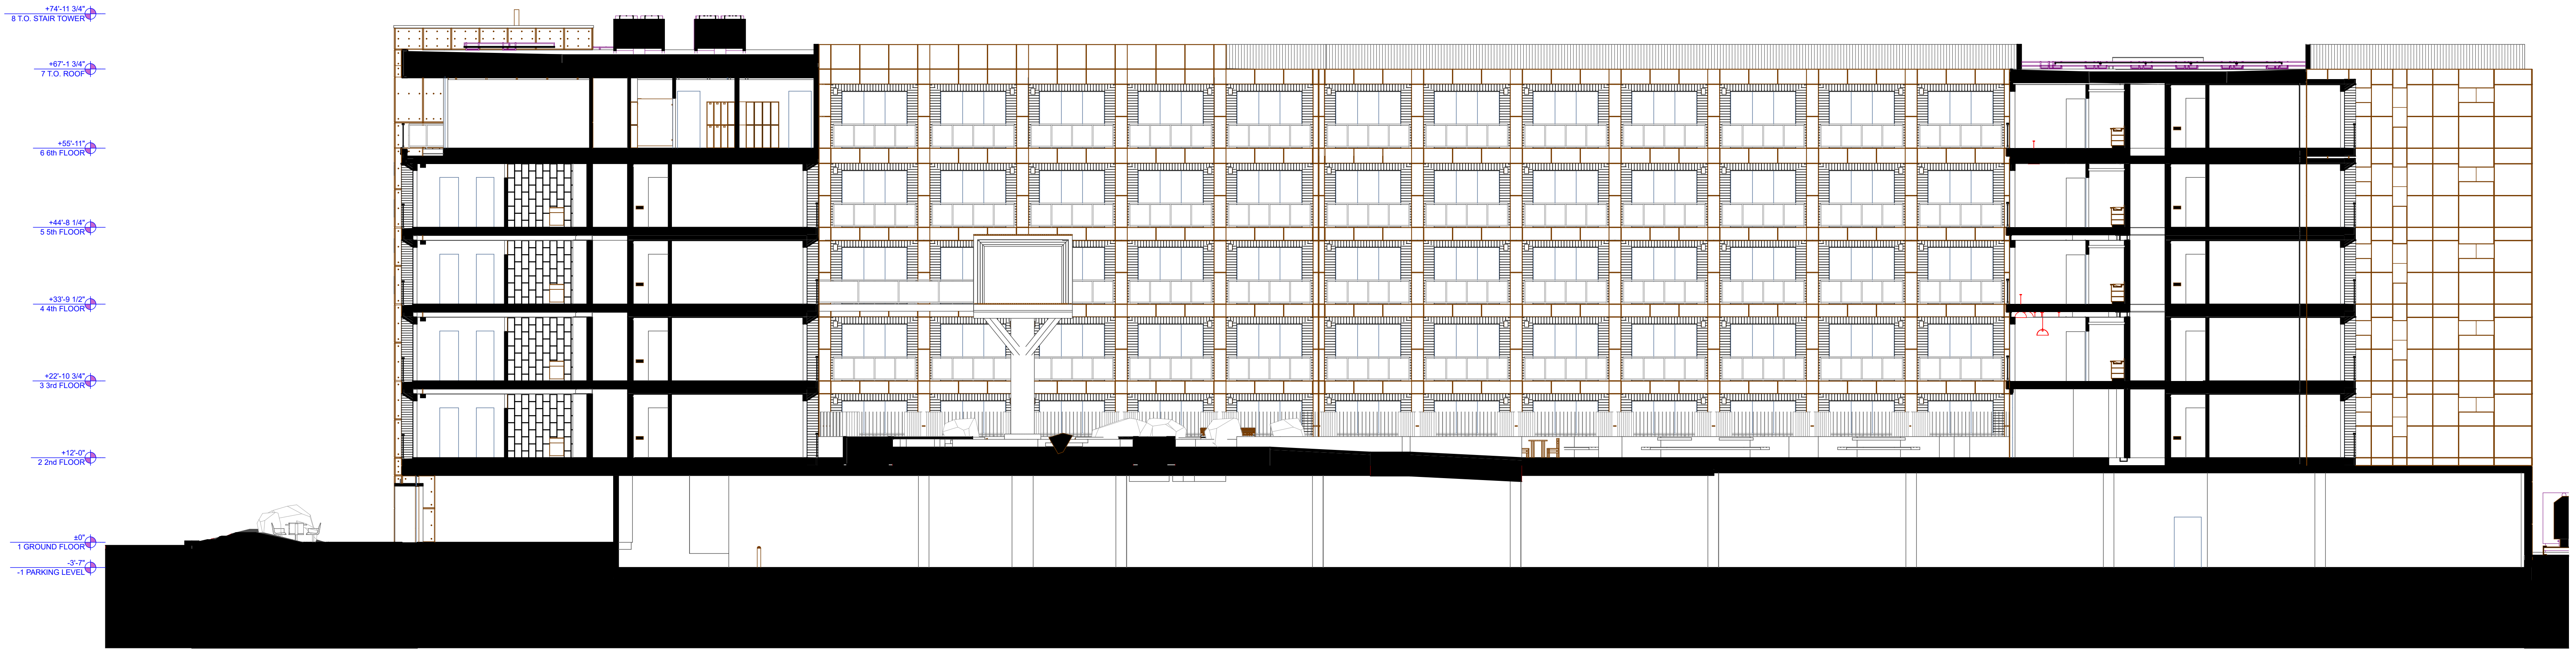 +74'-11 3/4"
8 T.O. STAIR TOWER
+67'-1 3/4"
7 T.O. ROOF
+55'-11"
6 6th FLOOR
+44'-8 1/4"
5 5th FLOOR
+33'-9 1/2"
4 4th FLOOR
+22'-10 3/4"
3 3rd FLOOR
+12'-0"
2 2nd FLOOR
±0"
1 GROUND FLOOR
-3'-7"
-1 PARKING LEVEL